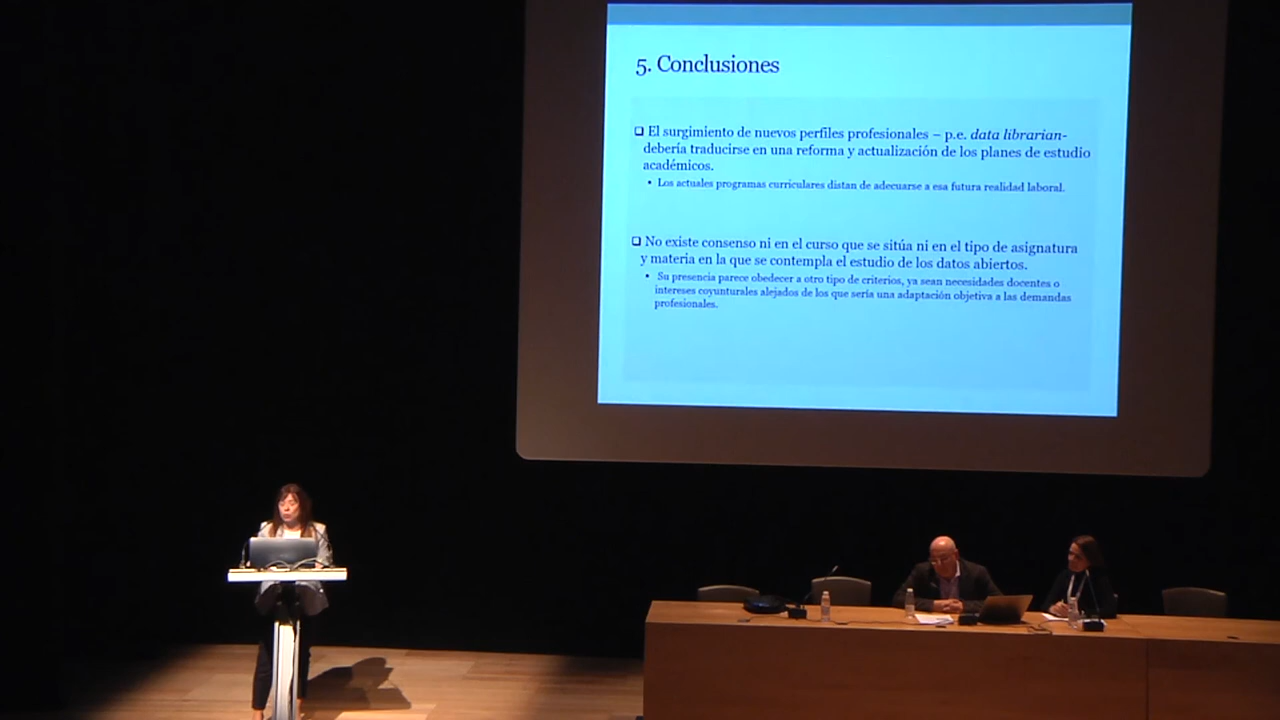 5. Conclusiones
❑ El surgimiento de nuevos perfiles profesionales – p.e. data librarian-
debería traducirse en una reforma y actualización de los planes de estudio
académicos.
• Los actuales programas curriculares distan de adecuarse a esa futura realidad laboral.
❑ No existe consenso ni en el curso que se sitúa ni en el tipo de asignatura
y materia en la que se contempla el estudio de los datos abiertos.
• Su presencia parece obedecer a otro tipo de criterios, ya sean necesidades docentes o
intereses coyunturales alejados de los que sería una adaptación objetiva a las demandas
profesionales.